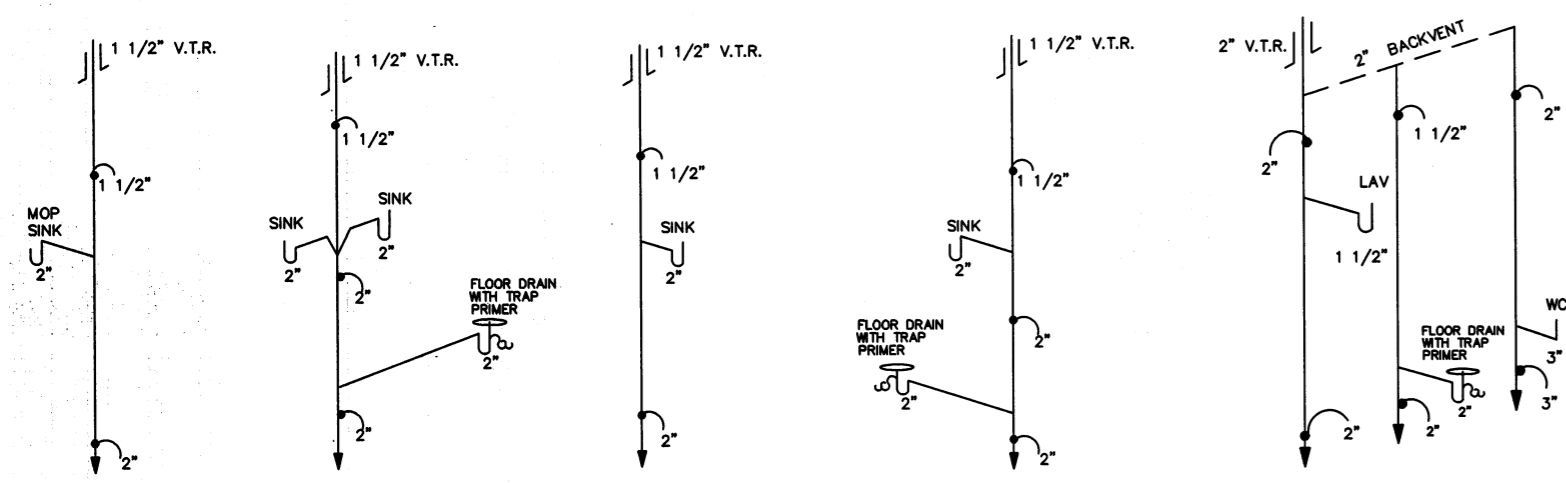 1 1/2" V.T.R.
1 1/2"
MOP
SINK
2"
2"
1 1/2" V.T.R.
1 1/2"
SINK
SINK
2"
2"
2"
FLOOR DRAIN
WITH TRAP
PRIMER
2"
2"
1 1/2" V.T.R.
1 1/2"
SINK
2"
2"
1 1/2" V.T.R.
1 1/2"
SINK
2"
2"
FLOOR DRAIN
WITH TRAP
PRIMER
2"
2"
2" V.T.R.
2" BACKVENT
2"
1 1/2"
2"
LAV
1 1/2"
2"
FLOOR DRAIN
WITH TRAP
PRIMER
2"
2"
WC
3"
3"